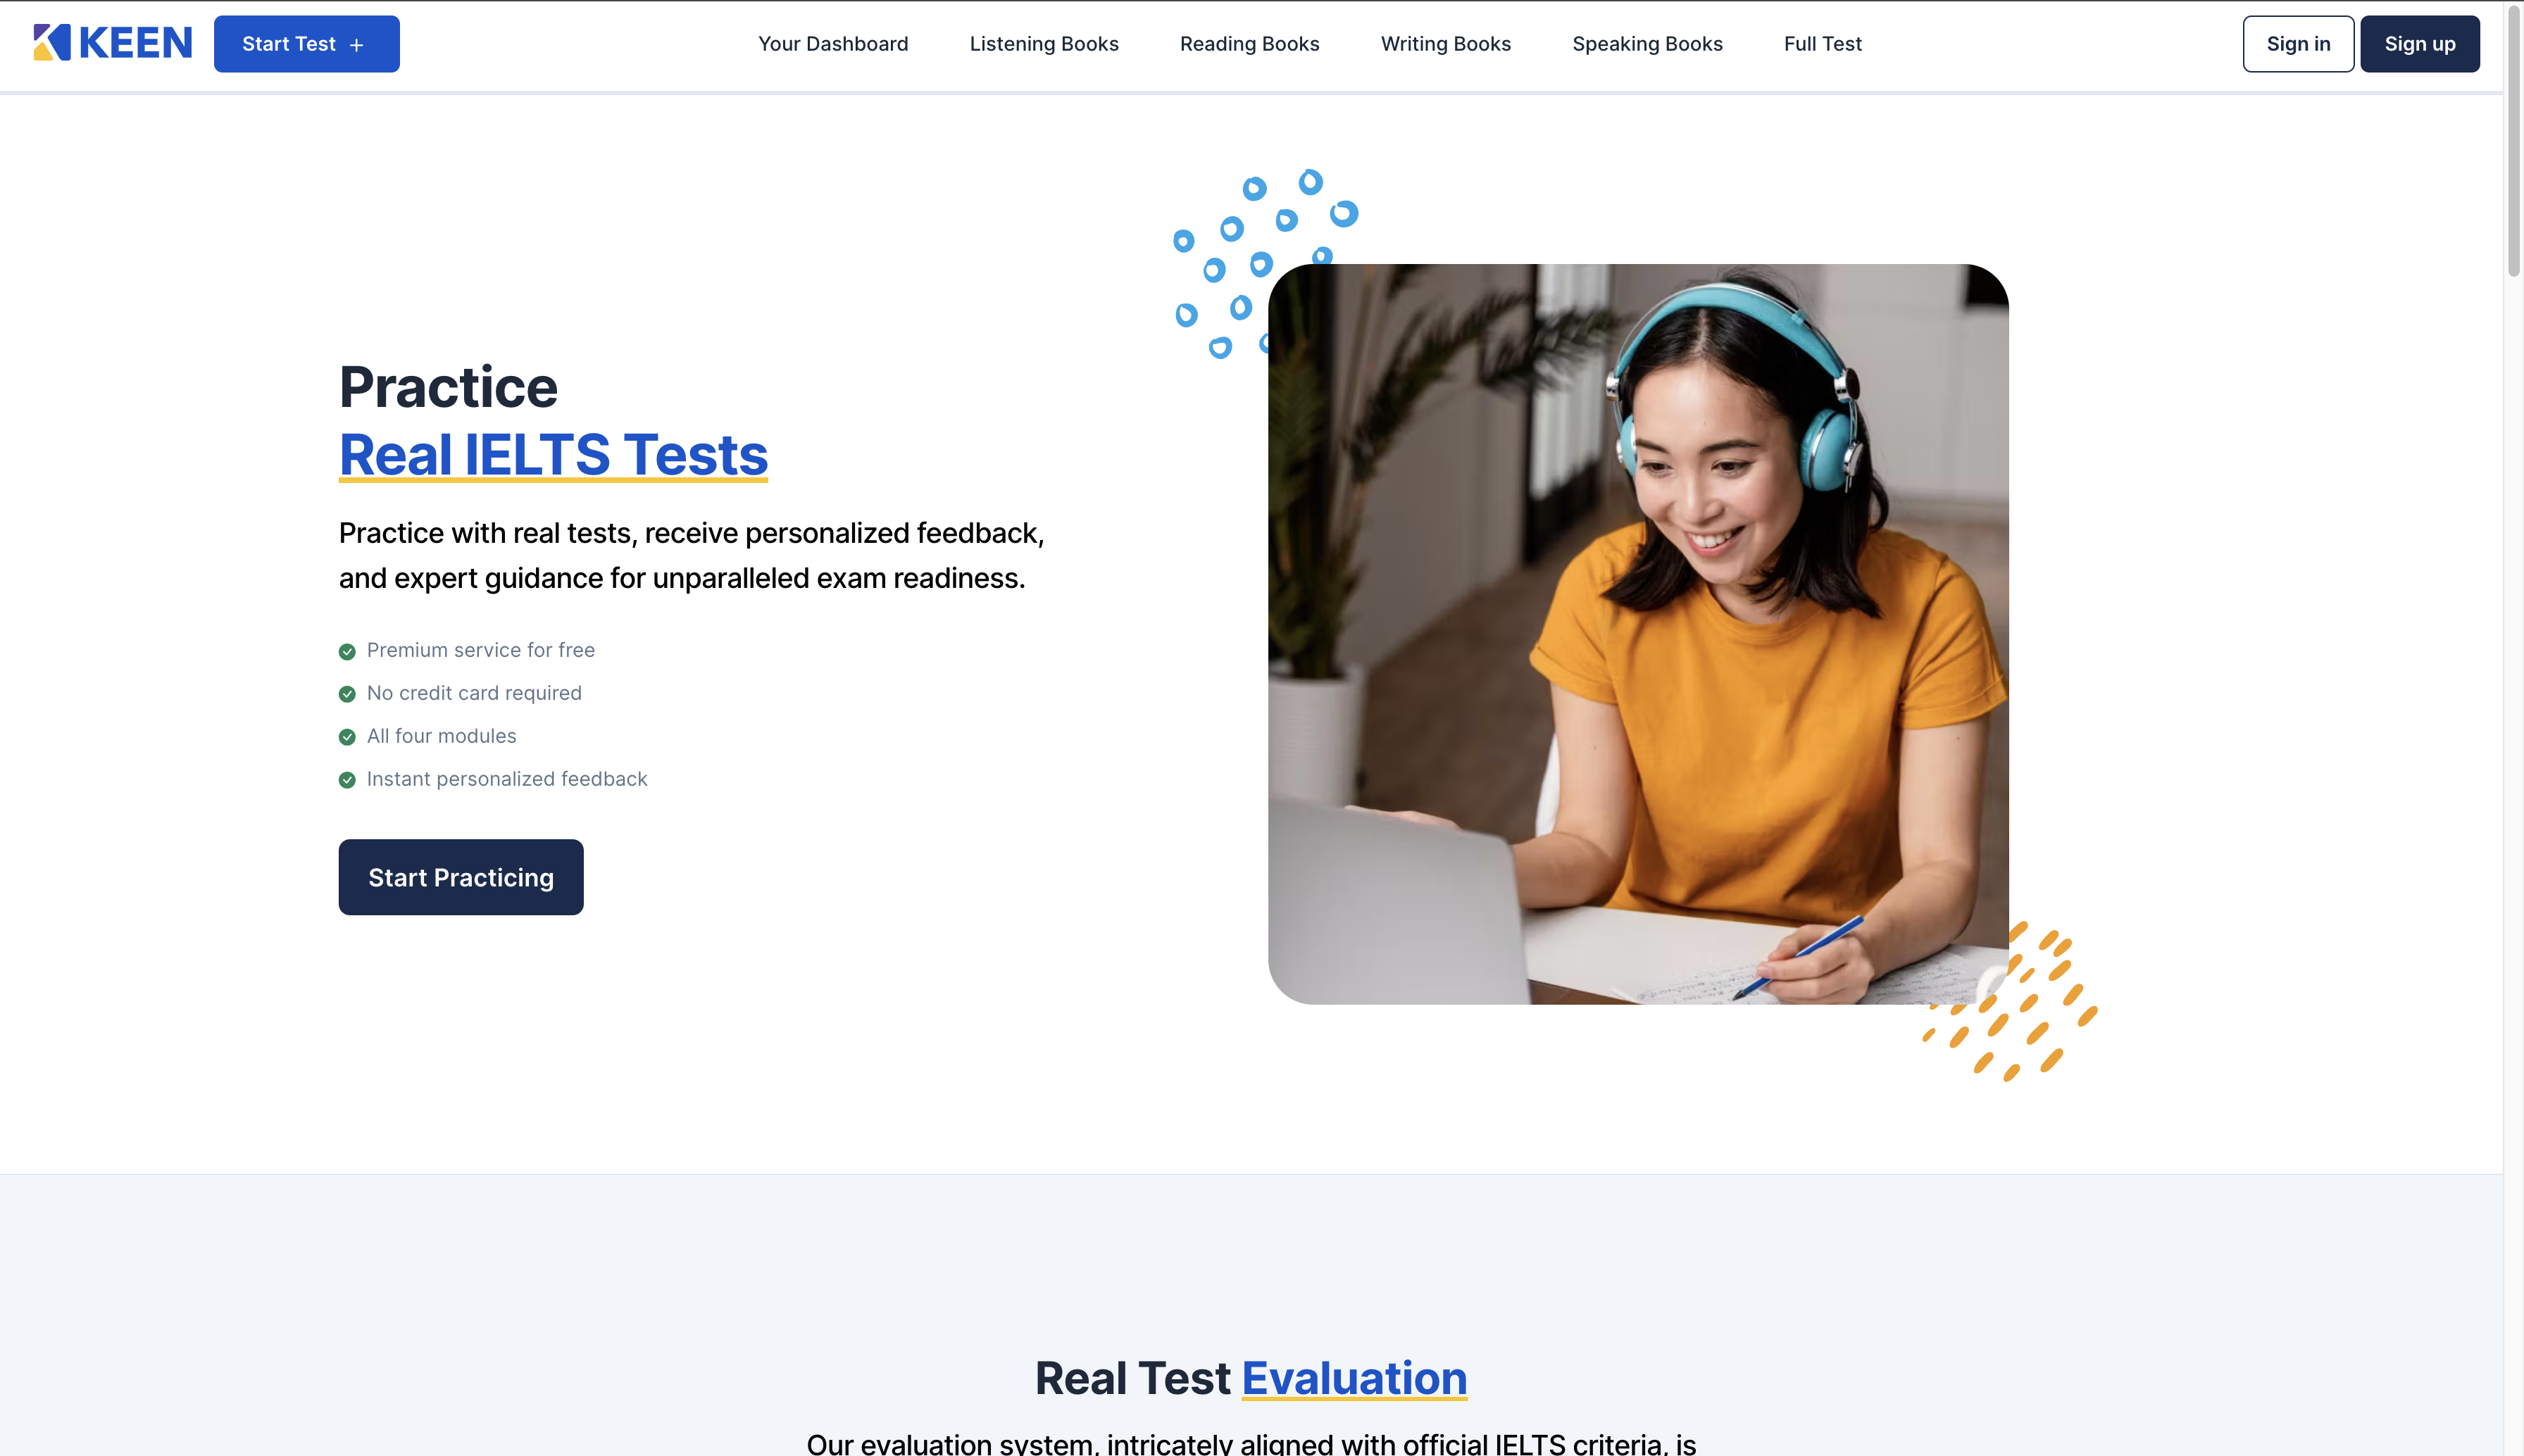 KEEN
Start Test +
Your Dashboard
Listening Books
Reading Books
Writing Books
Speaking Books
Full Test
Sign in
Sign up
Practice
Real IELTS Tests
Practice with real tests, receive personalized feedback,
and expert guidance for unparalleled exam readiness.
Premium service for free
No credit card required
All four modules
Instant personalized feedback
Start Practicing
Real Test Evaluation
Our evaluation system, intricately aligned with official IELTS criteria, is